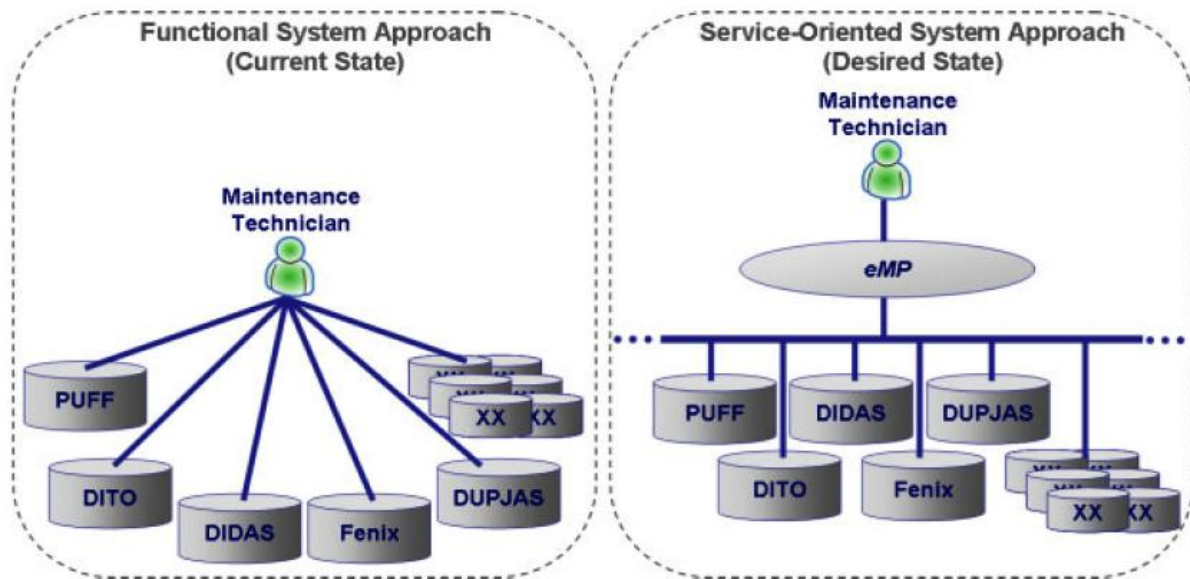 Functional System Approach
(Current State)
Maintenance
Technician
PUFF
XX
XX
DITO
DUPJAS
DIDAS
Fenix
Service-Oriented System Approach
(Desired State)
Maintenance
Technician
eMP
PUFF
DIDAS
DUPJAS
DITO
Fenix
XX
XX